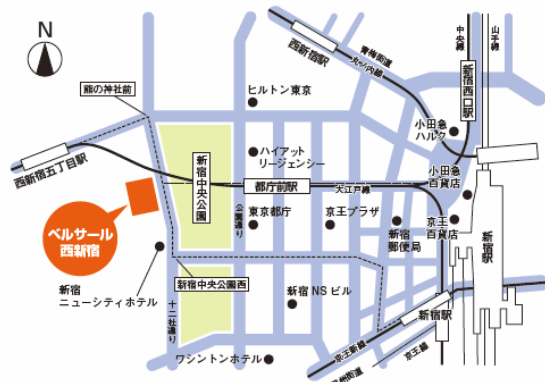 N
熊の神社前
西新宿五丁目駅
ベルサール
西新宿
新宿
ニューシティホテル
十二社通り
新宿中央公園
新宿中央公園西
ヒルトン東京
ハイアット
リージェンシー
都庁前駅
大江戸線
公園通り
東京都庁
京王プラザ
新宿NSビル
ワシントンホテル
西新宿駅
青梅街道
丸ノ内線
中央線
山手線
新宿西口駅
小田急
ハルク
小田急
百貨店
京王
百貨店
新宿
郵便局
新宿駅
新宿駅
京王新線
京王線